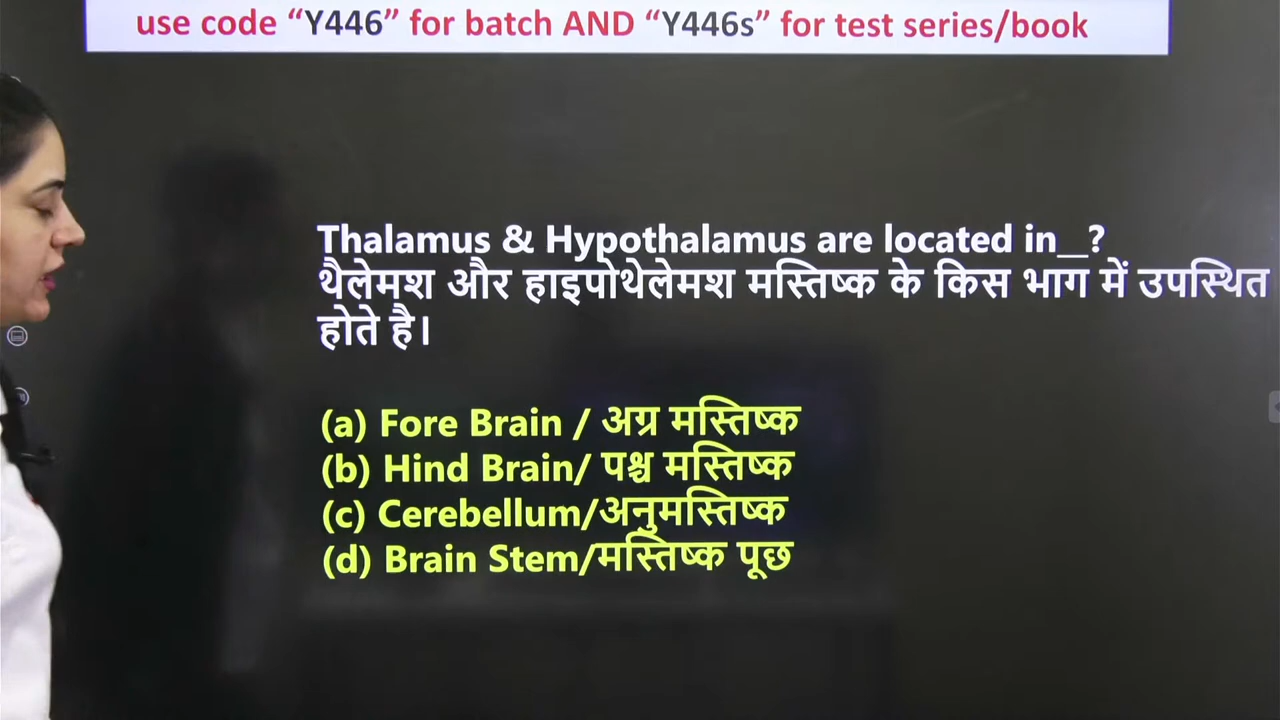 use code “Y446” for batch AND “Y446s” for test series/book
Thalamus & Hypothalamus are located in__?
थैलेमश और हाइपोथेलेमश मस्तिष्क के किस भाग में उपस्थित
होते है।
(a) Fore Brain / अग्र मस्तिष्क
(b) Hind Brain/ पश्च मस्तिष्क
(c) Cerebellum/अनुमस्तिष्क
(d) Brain Stem/मस्तिष्क पूछ